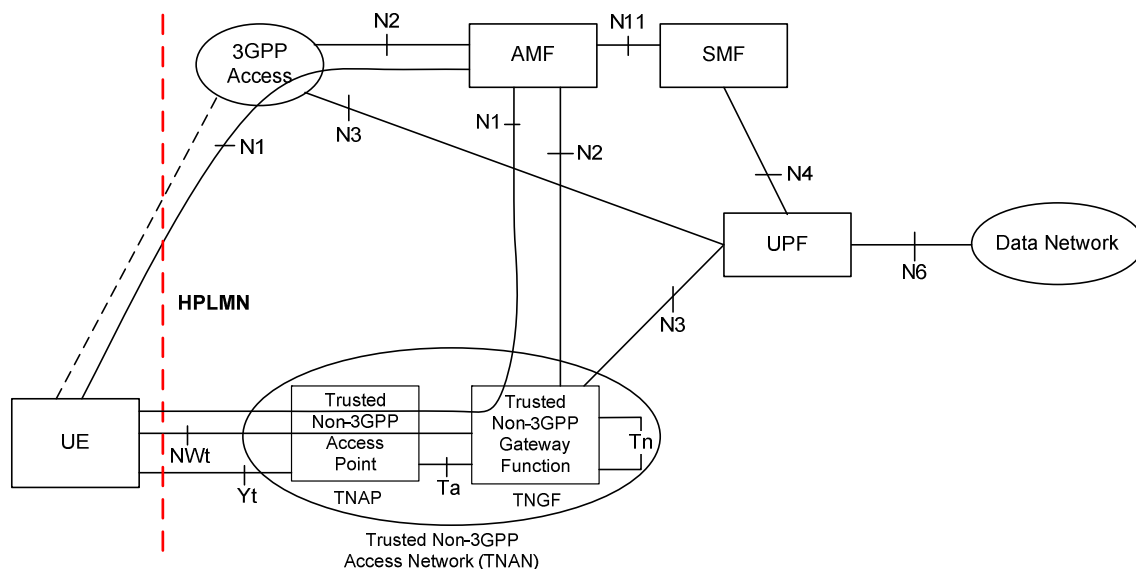 N2
N11
3GPP
Access
AMF
SMF
N1
N3
N1
N2
N4
UPF
Data Network
N6
HPLMN
N3
UE
NWt
Yt
Trusted
Non-3GPP
Access
Point
Ta
Trusted
Non-3GPP
Gateway
Function
Tn
TNAP
TNGF
Trusted Non-3GPP
Access Network (TNAN)